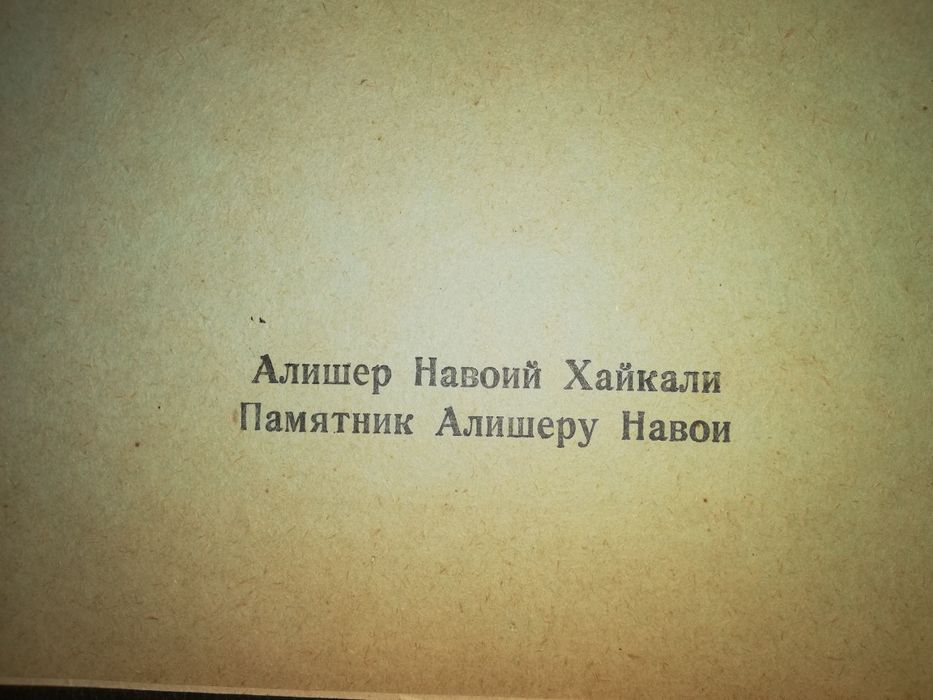 Алишер Навоий Хайкали
Памятник Алишеру Навои